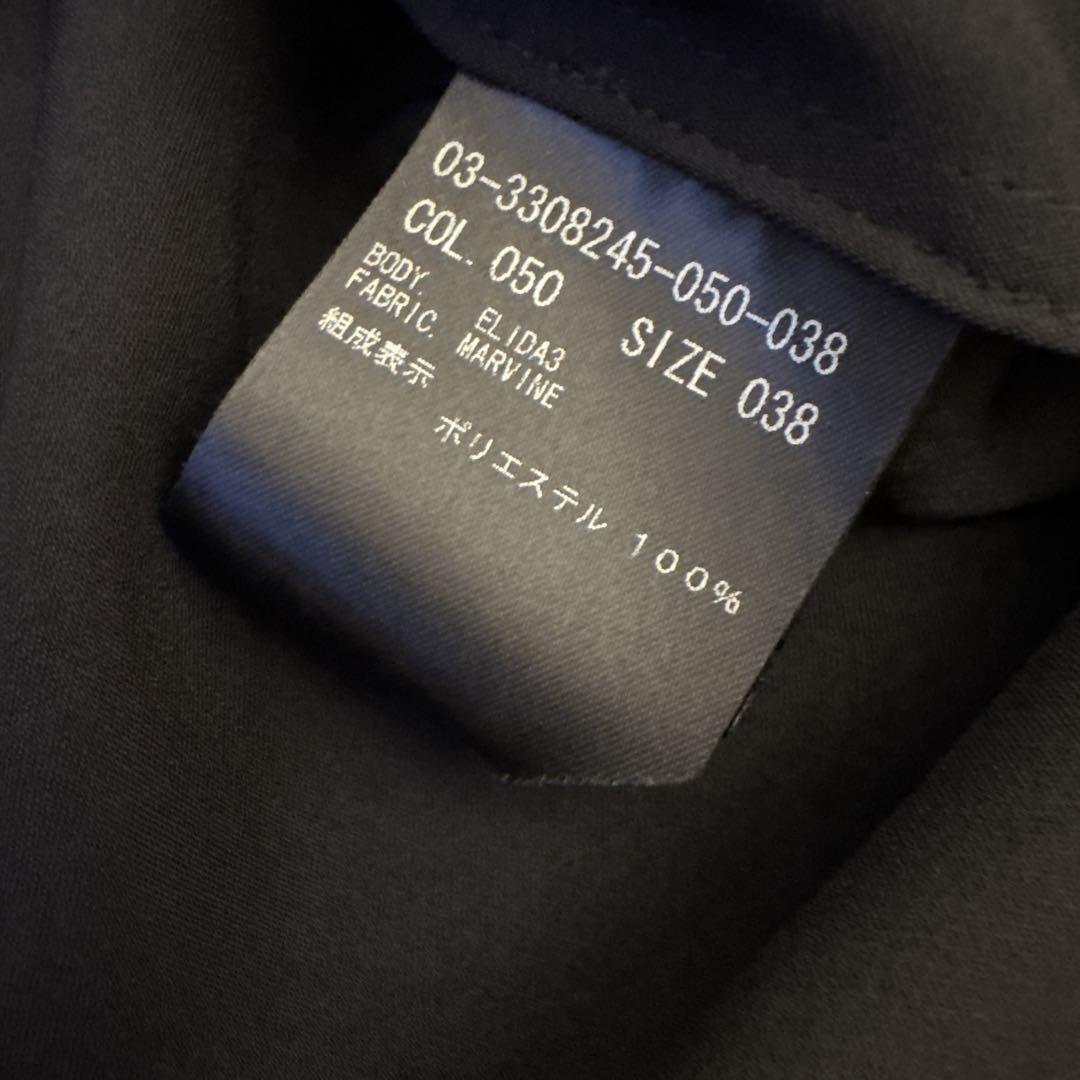 03-3308245-050-038
COL. 050 SIZE 038
BODY. ELIDA3
FABRIC. MARVINE
組成表示
ポリエステル 100%